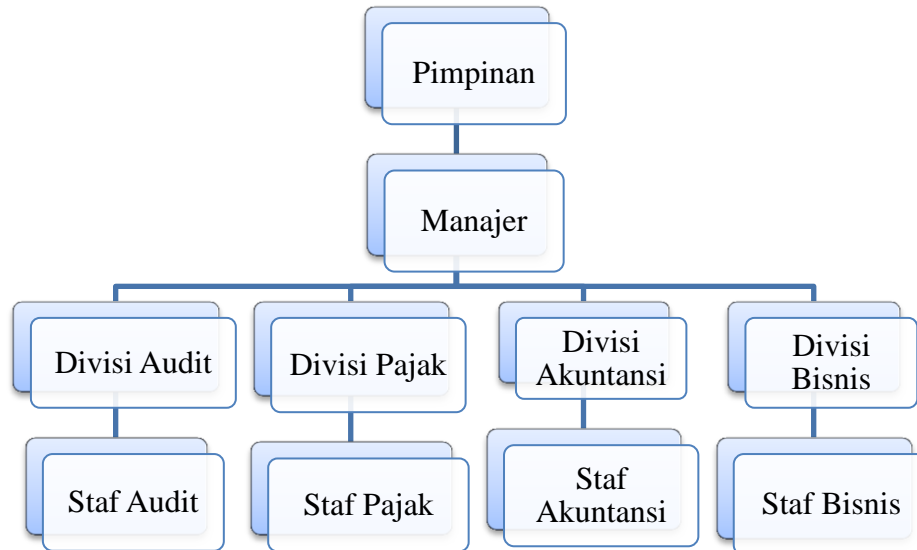 Pimpinan
Manajer
Divisi Audit
Divisi Pajak
Divisi
Akuntansi
Divisi
Bisnis
Staf Audit
Staf Pajak
Staf
Akuntansi
Staf Bisnis